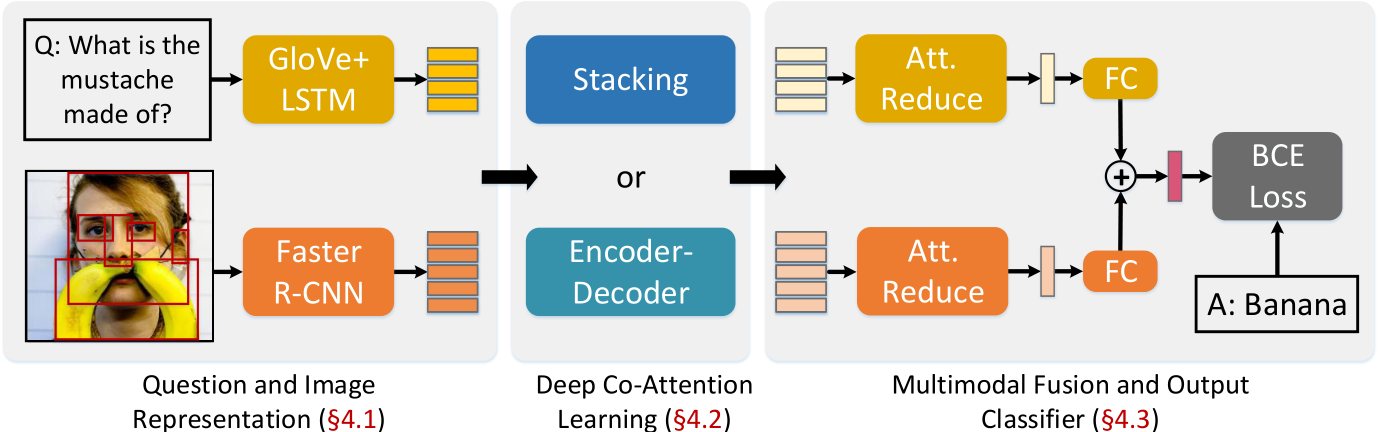 Q: What is the
mustache
made of?
GloVe+
LSTM
Faster
R-CNN
Question and Image
Representation (§4.1)
Stacking
or
Encoder-
Decoder
Deep Co-Attention
Learning (§4.2)
Att.
Reduce
FC
+
BCE
Loss
Att.
Reduce
FC
A: Banana
Multimodal Fusion and Output
Classifier (§4.3)